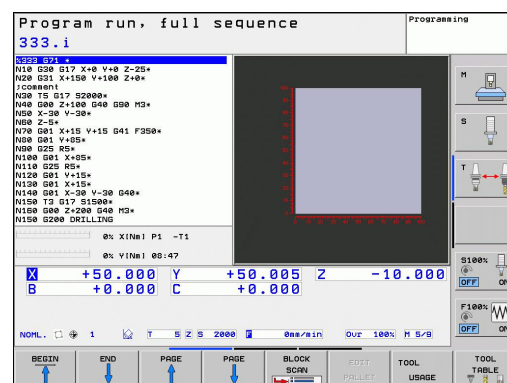 Program run, full sequence
Programming
333.i
%333 G71 *
N10 G30 G17 X+0 Y+0 Z-25*
N20 G31 X+150 Y+100 Z+0*
;comment
N30 T5 G17 S2000*
N40 G00 Z+100 G40 G90 M3*
N50 X-30 Y-30*
N60 Z-5*
N70 G01 X+15 Y+15 G41 F350*
N80 G01 Y+85*
N90 G25 R5*
N100 G01 X+85*
N110 G25 R5*
N120 G01 Y+15*
N130 G01 X+15*
N140 G01 X-30 Y-30 G40*
N150 T3 G17 S1500*
N160 G00 Z+200 G40 M3*
N150 G200 DRILLING
0% X[Nm] P1 -T1
0% Y[Nm] 08:47
X +50.000 Y +50.005 Z -10.000
B +0.000 C +0.000
NOML. 1 T 5 Z S 2000 F 0mm/min Ovr 100% M 5/9
M
S
T
S100%
OFF ON
F100%
OFF ON
BEGIN
END
PAGE
PAGE
BLOCK SCAN
EDIT PALLET
TOOL USAGE
TOOL TABLE